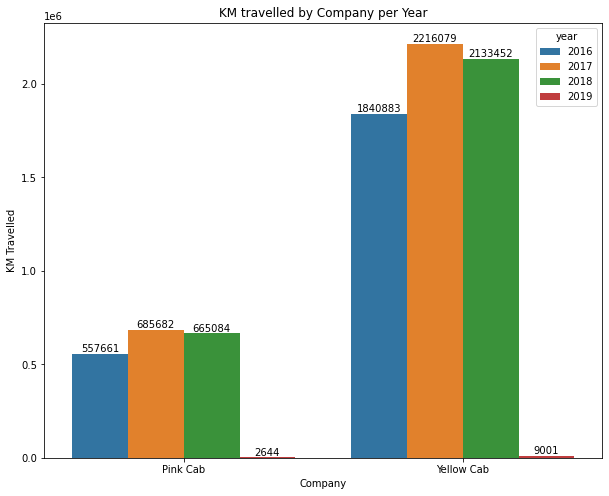 KM travelled by Company per Year
1e6
year
2016
2017
2018
2019
2216079
2133452
1840883
2.0
1.5
KM Travelled
1.0
685682
665084
557661
0.5
2644
9001
0.0
Pink Cab
Yellow Cab
Company